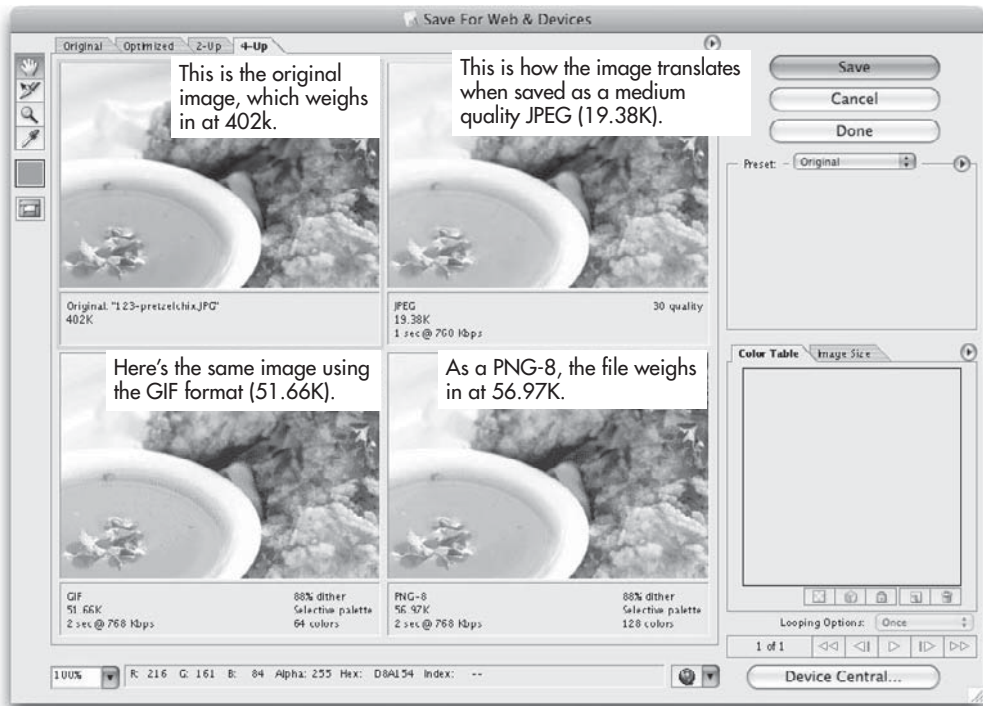 Save For Web & Devices
Original Optimized 2-Up 4-Up
This is the original
image, which weighs
in at 402k.
This is how the image translates
when saved as a medium
quality JPEG (19.38K).
Save
Cancel
Done
Preset: Original
Original: "123-pretzelchix.JPG"
402K
JPEG
19.38K
1 sec @ 760 Kbps
30 quality
Here's the same image using
the GIF format (51.66K).
As a PNG-8, the file weighs
in at 56.97K.
Color Table Image Size
GIF
51.66K
2 sec @ 768 Kbps
88% dither
Selective palette
64 colors
PNG-8
56.97K
2 sec @ 768 Kbps
88% dither
Selective palette
128 colors
Looping Options: Once
1 of 1
100% R: 216 G: 161 B: 84 Alpha: 255 Hex: D8A154 Index: --
Device Central...